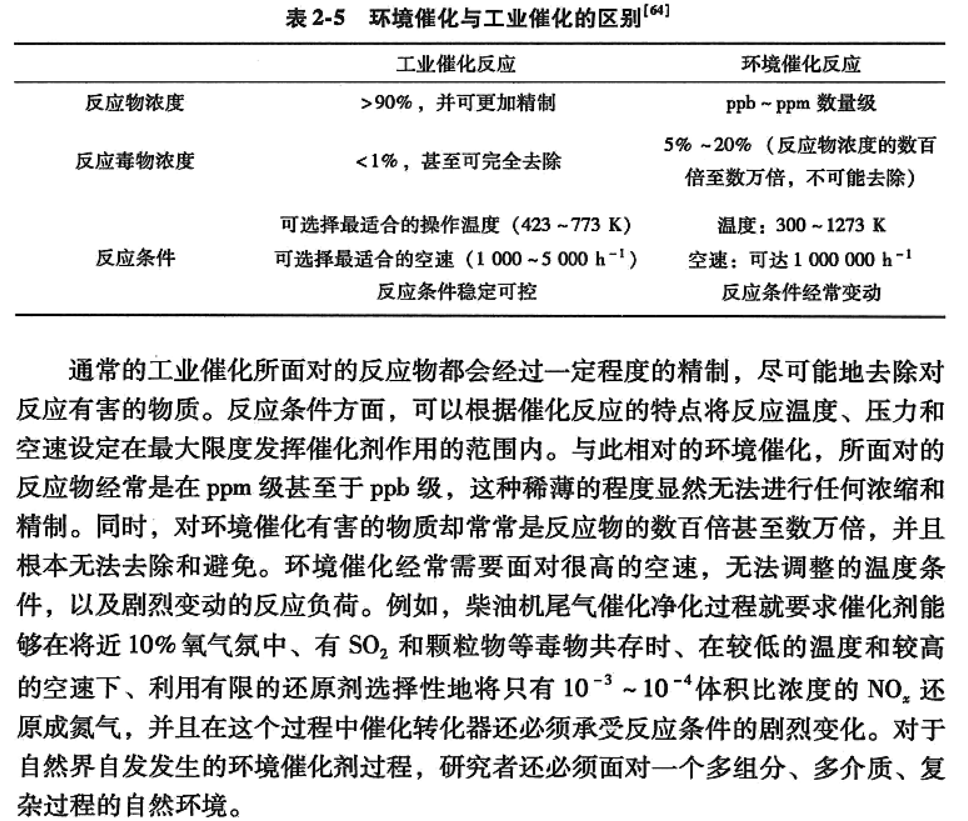 表 2-5 环境催化与工业催化的区别[64]
工业催化反应 环境催化反应
反应物浓度 >90%，并可更加精制 ppb ~ ppm 数量级
反应毒物浓度 <1%，甚至可完全去除 5% ~20%（反应物浓度的数百
倍至数万倍，不可能去除）
可选择最适合的操作温度（423 ~773 K） 温度：300 ~1273 K
反应条件 可选择最适合的空速（1 000 ~5 000 h⁻¹） 空速：可达 1 000 000 h⁻¹
反应条件稳定可控 反应条件经常变动
通常的工业催化所面对的反应物都会经过一定程度的精制，尽可能地去除对
反应有害的物质。反应条件方面，可以根据催化反应的特点将反应温度、压力和
空速设定在最大限度发挥催化剂作用的范围内。与此相对的环境催化，所面对的
反应物经常是在 ppm 级甚至于 ppb 级，这种稀薄的程度显然无法进行任何浓缩和
精制。同时，对环境催化有害的物质却常常是反应物的数百倍甚至数万倍，并且
根本无法去除和避免。环境催化经常需要面对很高的空速，无法调整的温度条
件，以及剧烈变动的反应负荷。例如，柴油机尾气催化净化过程就要求催化剂能
够在将近 10% 氧气氛中、有 SO₂ 和颗粒物等毒物共存时、在较低的温度和较高
的空速下、利用有限的还原剂选择性地将只有 10⁻³ ~ 10⁻⁴体积比浓度的 NOₓ 还
原成氮气，并且在这个过程中催化转化器还必须承受反应条件的剧烈变化。对于
自然界自发发生的环境催化剂过程，研究者还必须面对一个多组分、多介质、复
杂过程的自然环境。